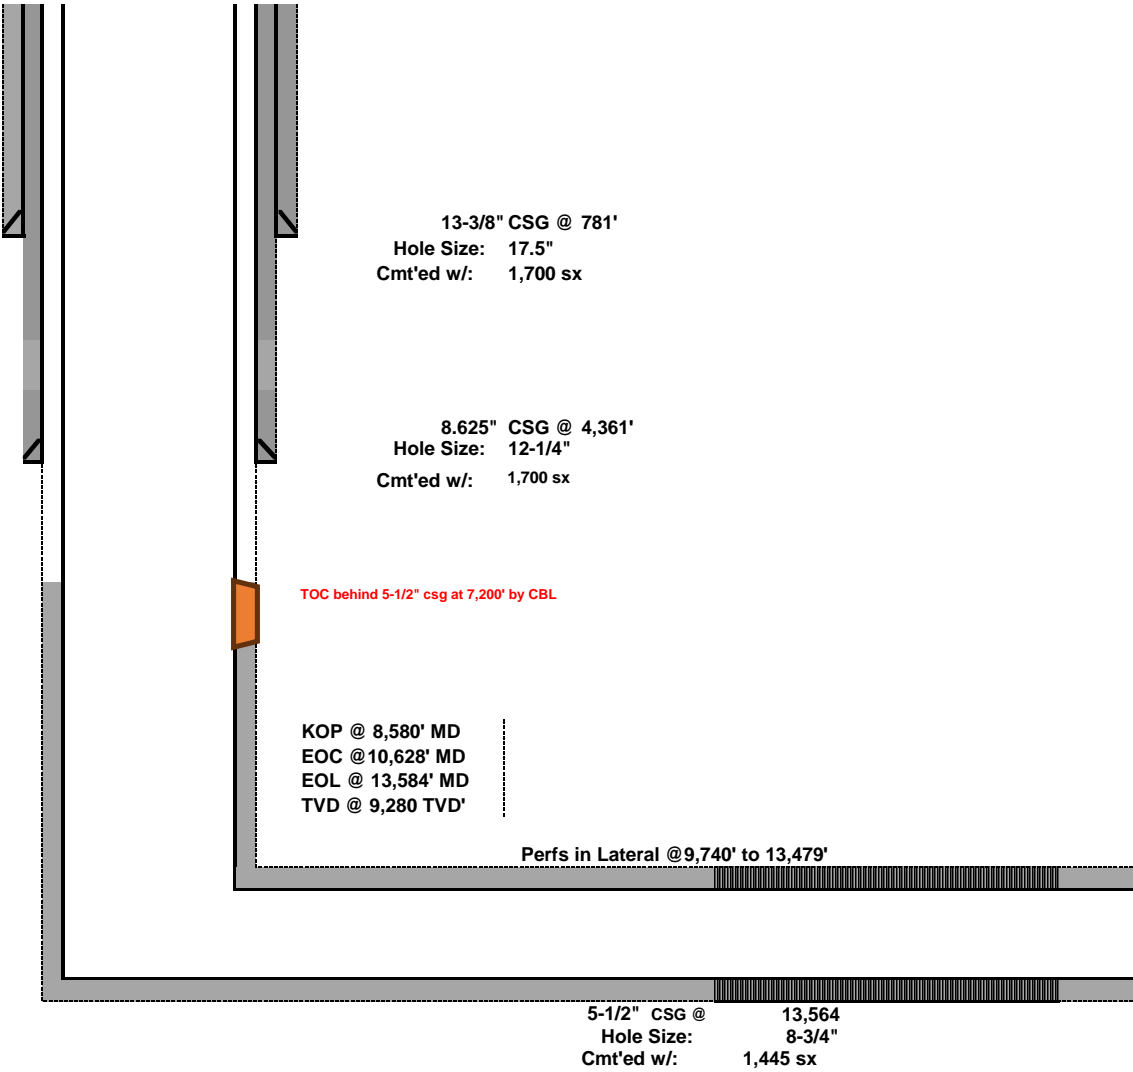 13-3/8" CSG @ 781'
Hole Size: 17.5"
Cmt'ed w/: 1,700 sx
8.625" CSG @ 4,361'
Hole Size: 12-1/4"
Cmt'ed w/: 1,700 sx
TOC behind 5-1/2" csg at 7,200' by CBL
KOP @ 8,580' MD
EOC @10,628' MD
EOL @ 13,584' MD
TVD @ 9,280 TVD'
Perfs in Lateral @9,740' to 13,479'
5-1/2" CSG @ 13,564
Hole Size: 8-3/4"
Cmt'ed w/: 1,445 sx